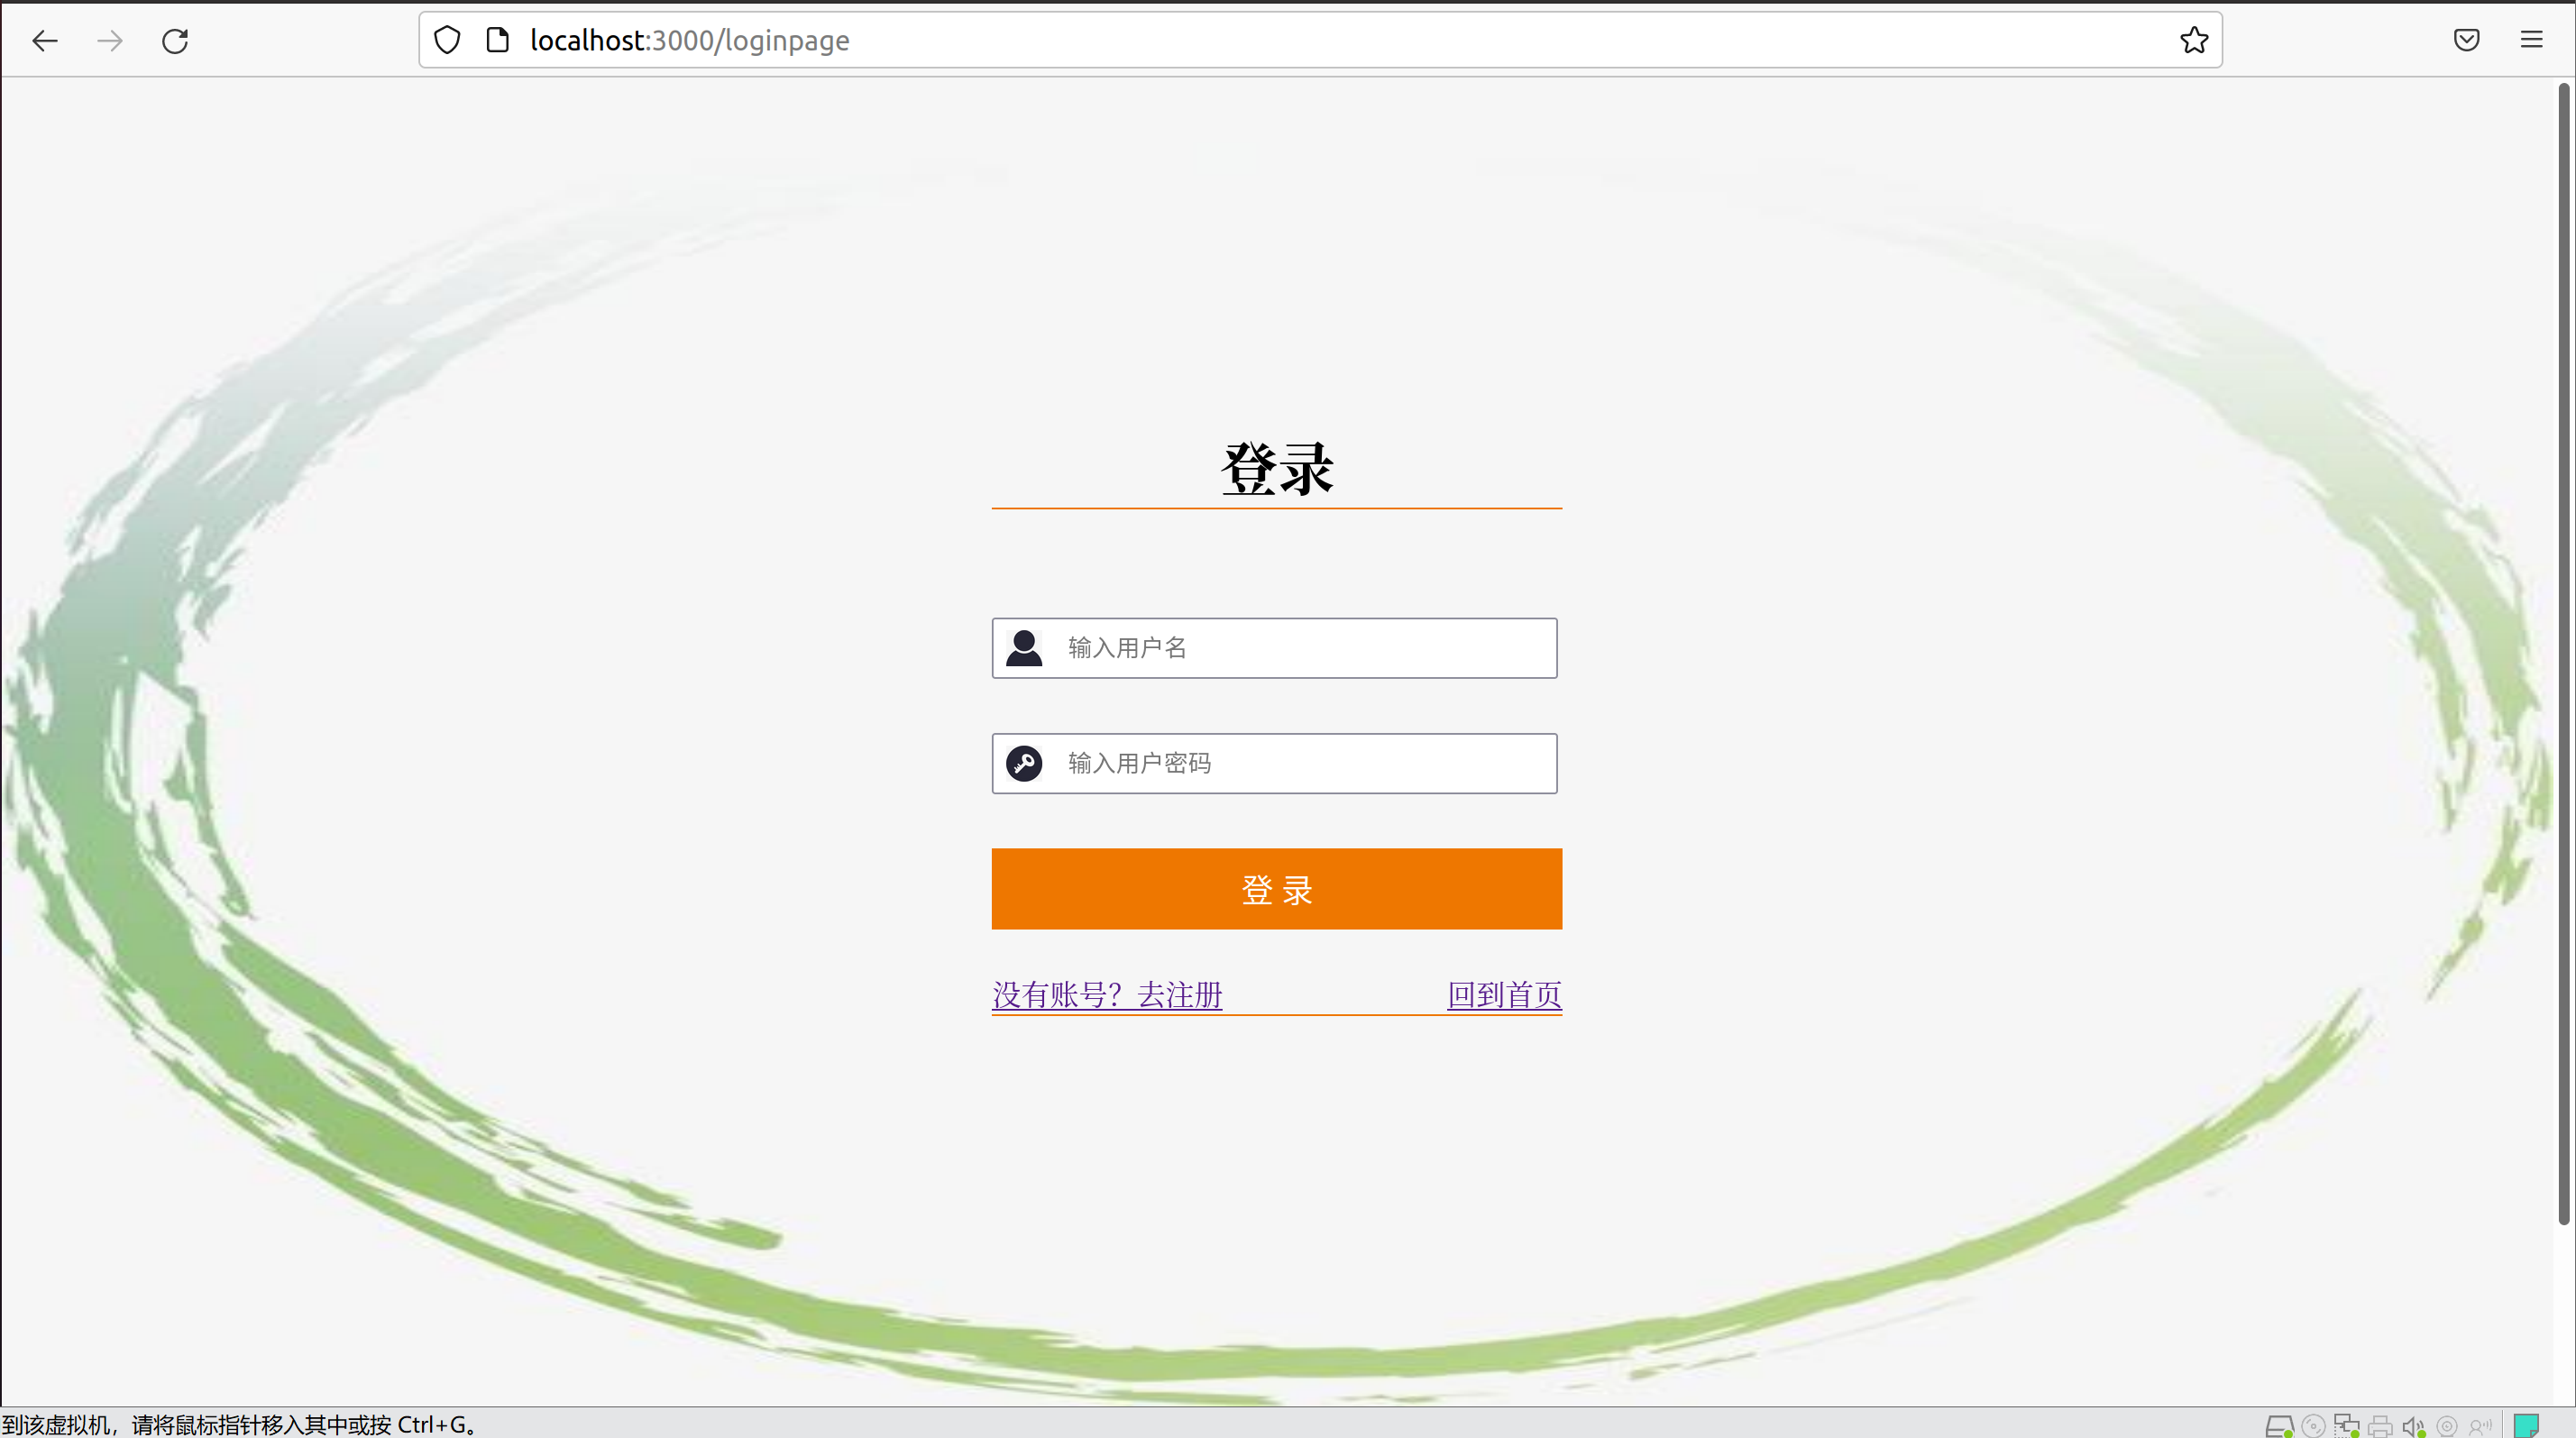 localhost:3000/loginpage
登录
输入用户名
输入用户密码
登 录
没有账号？去注册
回到首页
到该虚拟机，请将鼠标指针移入其中或按 Ctrl+G。